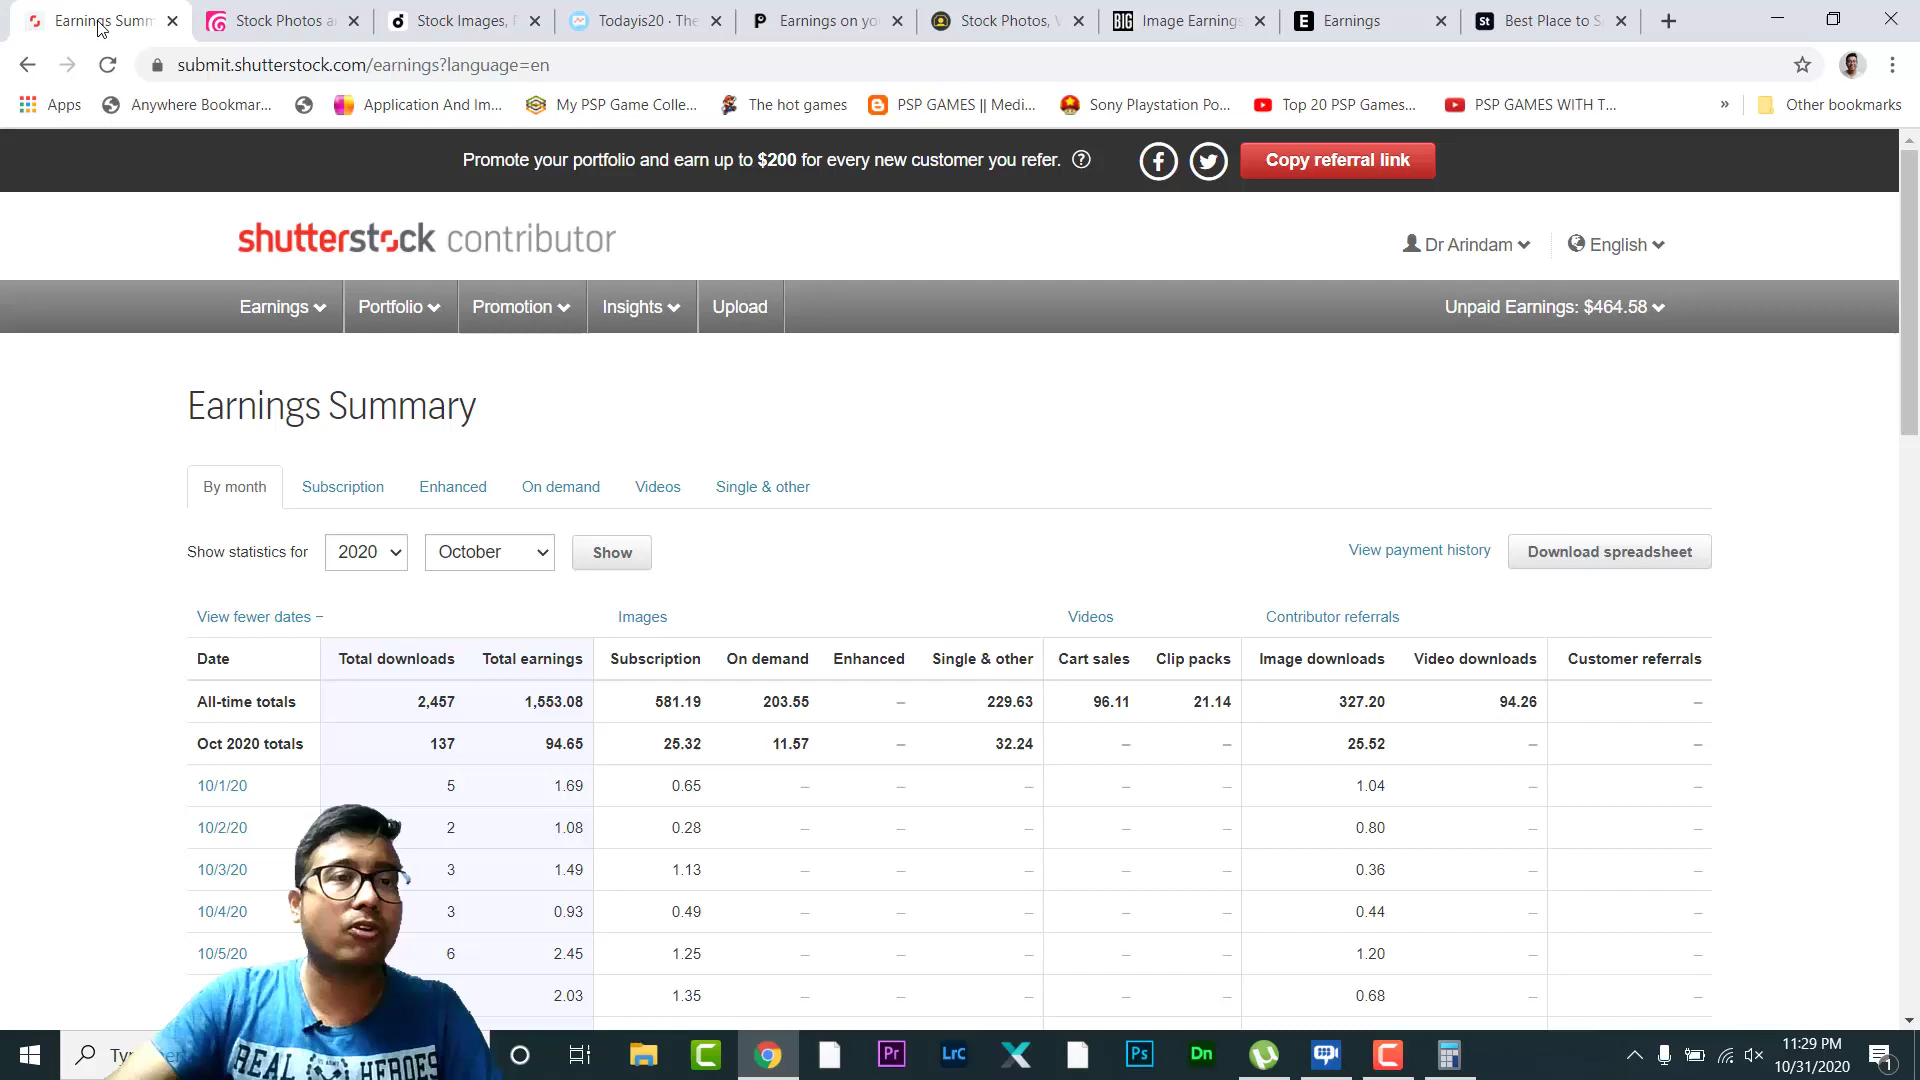 Earnings Summ
Stock Photos a
Stock Images, F
Todayis20 · The
Earnings on yo
Stock Photos, V
Image Earnings
Earnings
Best Place to S
submit.shutterstock.com/earnings?language=en
Apps
Anywhere Bookmar...
Application And Im...
My PSP Game Colle...
The hot games
PSP GAMES || Medi...
Sony Playstation Po...
Top 20 PSP Games...
PSP GAMES WITH T...
»
Other bookmarks
Promote your portfolio and earn up to $200 for every new customer you refer.
Copy referral link
shutterstock contributor
Dr Arindam
English
Earnings
Portfolio
Promotion
Insights
Upload
Unpaid Earnings: $464.58
Earnings Summary
By month
Subscription
Enhanced
On demand
Videos
Single & other
Show statistics for
2020
October
Show
View payment history
Download spreadsheet
View fewer dates −
Images
Videos
Contributor referrals
Date Total downloads Total earnings Subscription On demand Enhanced Single & other Cart sales Clip packs Image downloads Video downloads Customer referrals
All-time totals 2,457 1,553.08 581.19 203.55 – 229.63 96.11 21.14 327.20 94.26 –
Oct 2020 totals 137 94.65 25.32 11.57 – 32.24 – – 25.52 – –
10/1/20 5 1.69 0.65 – – – – – 1.04 – –
10/2/20 2 1.08 0.28 – – – – – 0.80 – –
10/3/20 3 1.49 1.13 – – – – – 0.36 – –
10/4/20 3 0.93 0.49 – – – – – 0.44 – –
10/5/20 6 2.45 1.25 – – – – – 1.20 – –
2.03 1.35 – – – – – 0.68 – –
REAL HEROES
Pr
LrC
Ps
Dn
11:29 PM
10/31/2020
1